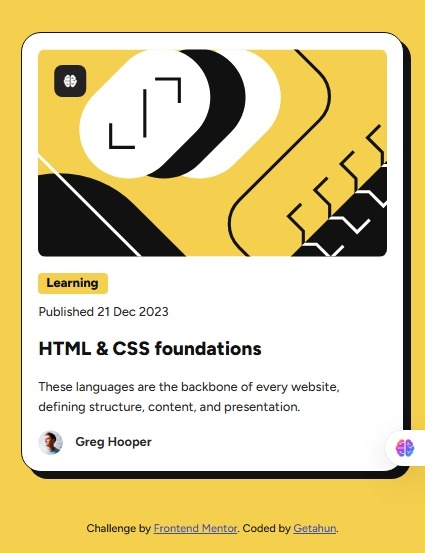 Learning
Published 21 Dec 2023
HTML & CSS foundations
These languages are the backbone of every website,
defining structure, content, and presentation.
Greg Hooper
Challenge by Frontend Mentor. Coded by Getahun.